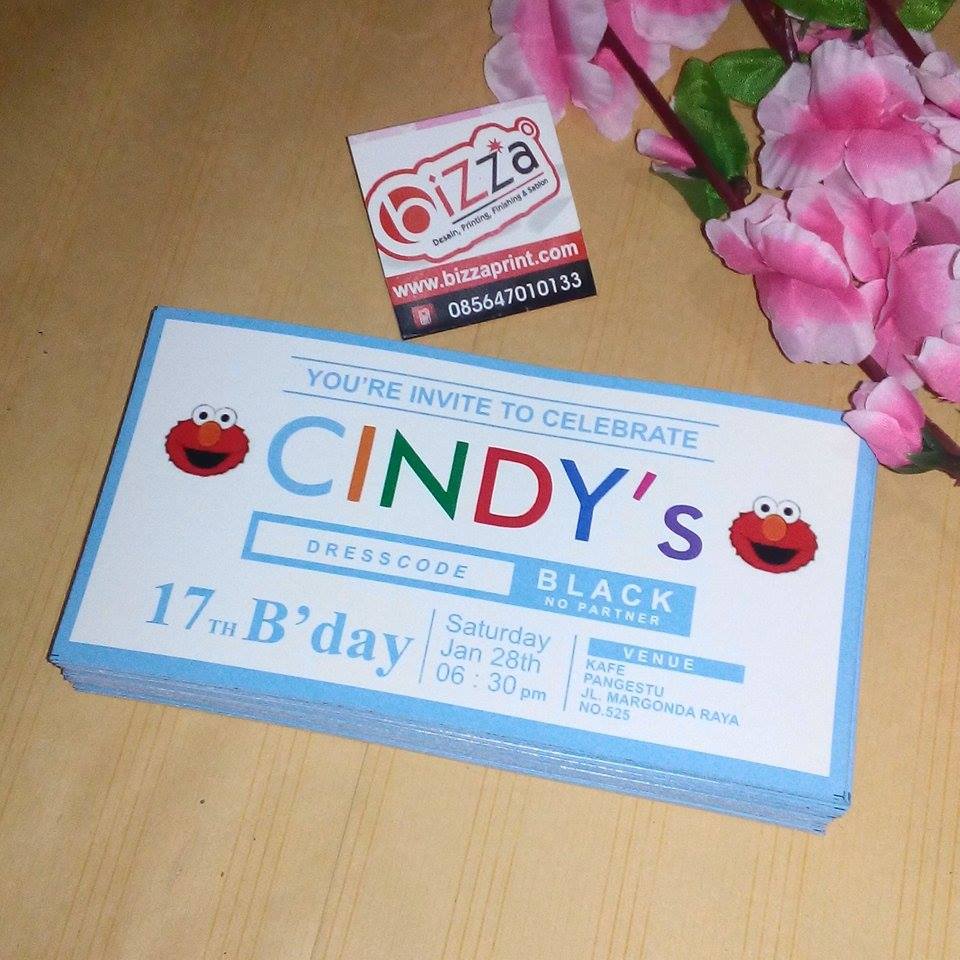 bizza
Desain, Printing, Finishing & Sablon
www.bizzaprint.com
085647010133
YOU'RE INVITE TO CELEBRATE
CINDY's
DRESSCODE
BLACK
NO PARTNER
17TH B'day
Saturday
Jan 28th
06 : 30 pm
VENUE
KAFE
PANGESTU
JL. MARGONDA RAYA
NO.525